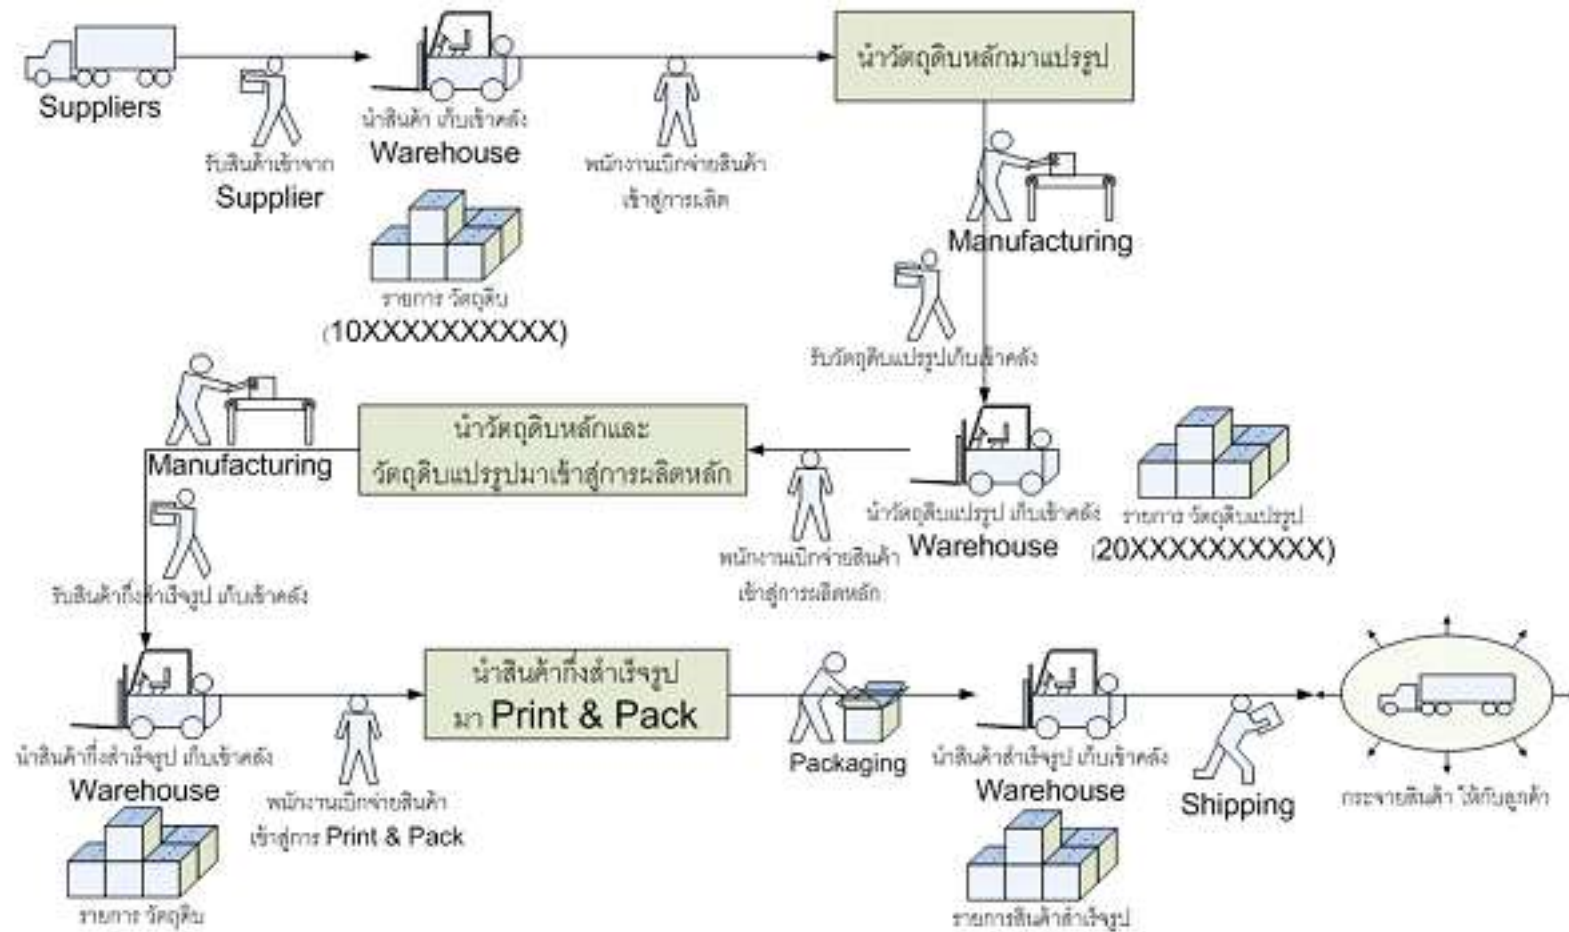 Suppliers
รับสินค้าเข้าจาก
Supplier
นำสินค้า เก็บเข้าคลัง
Warehouse
พนักงานเบิกจ่ายสินค้า
เข้าสู่การผลิต
นำวัตถุดิบหลักมาแปรรูป
Manufacturing
รายการ วัตถุดิบ
(10XXXXXXXXXX)
รับวัตถุดิบแปรรูปเก็บเข้าคลัง
นำวัตถุดิบแปรรูป เก็บเข้าคลัง
Warehouse
รายการ วัตถุดิบแปรรูป
(20XXXXXXXXXX)
พนักงานเบิกจ่ายสินค้า
เข้าสู่การผลิตหลัก
นำวัตถุดิบหลักและ
วัตถุดิบแปรรูปมาเข้าสู่การผลิตหลัก
Manufacturing
รับสินค้ากึ่งสำเร็จรูป เก็บเข้าคลัง
นำสินค้ากึ่งสำเร็จรูป เก็บเข้าคลัง
Warehouse
รายการ วัตถุดิบ
พนักงานเบิกจ่ายสินค้า
เข้าสู่การ Print & Pack
นำสินค้ากึ่งสำเร็จรูป
มา Print & Pack
Packaging
นำสินค้าสำเร็จรูป เก็บเข้าคลัง
Warehouse
รายการสินค้าสำเร็จรูป
Shipping
กระจายสินค้า ให้กับลูกค้า